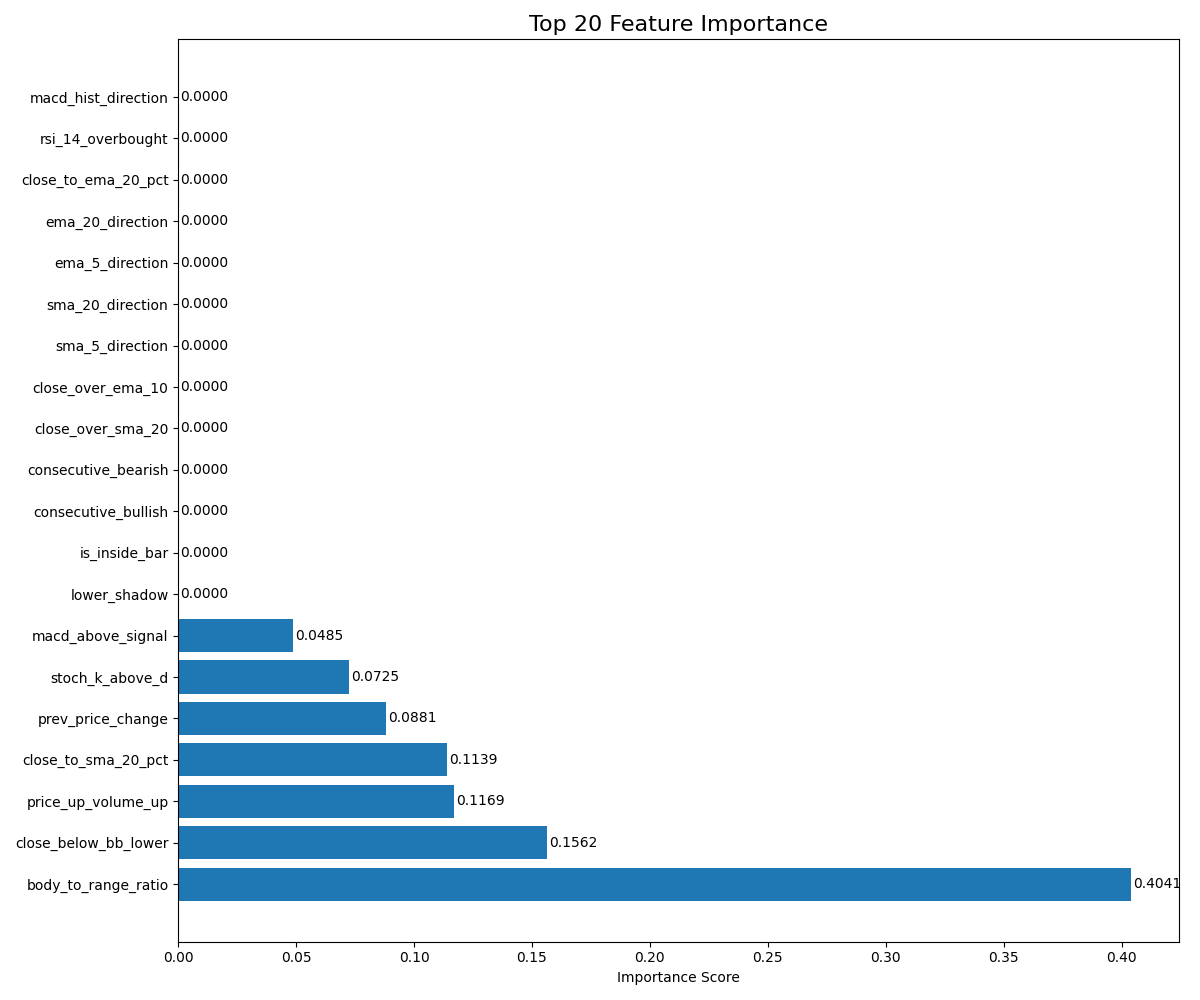 Top 20 Feature Importance
macd_hist_direction 0.0000
rsi_14_overbought 0.0000
close_to_ema_20_pct 0.0000
ema_20_direction 0.0000
ema_5_direction 0.0000
sma_20_direction 0.0000
sma_5_direction 0.0000
close_over_ema_10 0.0000
close_over_sma_20 0.0000
consecutive_bearish 0.0000
consecutive_bullish 0.0000
is_inside_bar 0.0000
lower_shadow 0.0000
macd_above_signal 0.0485
stoch_k_above_d 0.0725
prev_price_change 0.0881
close_to_sma_20_pct 0.1139
price_up_volume_up 0.1169
close_below_bb_lower 0.1562
body_to_range_ratio 0.4041
0.00 0.05 0.10 0.15 0.20 0.25 0.30 0.35 0.40
Importance Score